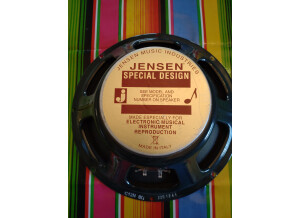 JENSEN MUSIC INDUSTRIES
JENSEN
SPECIAL DESIGN
SEE MODEL AND
SPECIFICATION
NUMBER ON SPEAKER
j
MADE ESPECIALLY FOR
ELECTRONIC MUSICAL
INSTRUMENT
REPRODUCTION
MADE IN ITALY